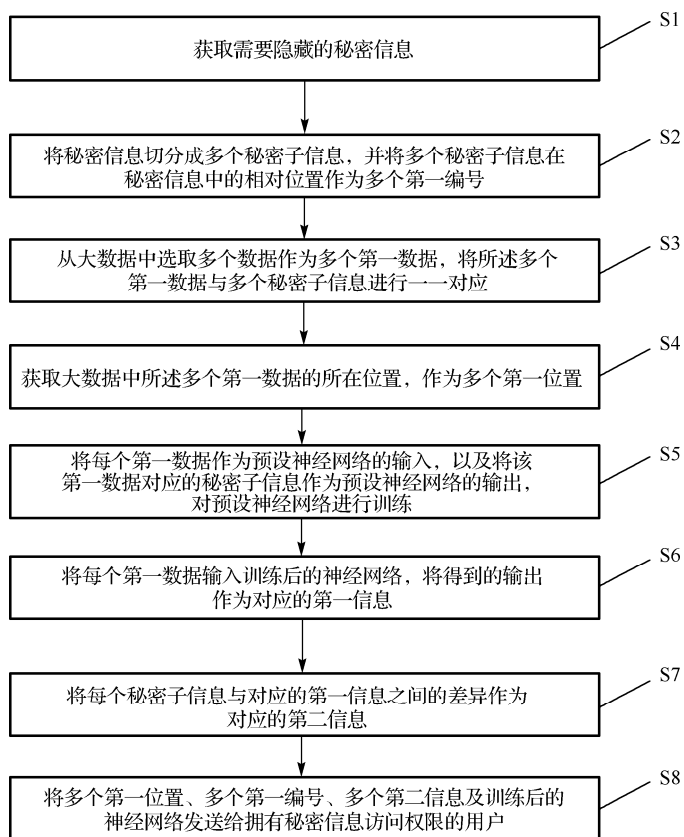 S1
获取需要隐藏的秘密信息
S2
将秘密信息切分成多个秘密子信息，并将多个秘密子信息在
秘密信息中的相对位置作为多个第一编号
S3
从大数据中选取多个数据作为多个第一数据，将所述多个
第一数据与多个秘密子信息进行一一对应
S4
获取大数据中所述多个第一数据的所在位置，作为多个第一位置
S5
将每个第一数据作为预设神经网络的输入，以及将该
第一数据对应的秘密子信息作为预设神经网络的输出，
对预设神经网络进行训练
S6
将每个第一数据输入训练后的神经网络，将得到的输出
作为对应的第一信息
S7
将每个秘密子信息与对应的第一信息之间的差异作为
对应的第二信息
S8
将多个第一位置、多个第一编号、多个第二信息及训练后的
神经网络发送给拥有秘密信息访问权限的用户